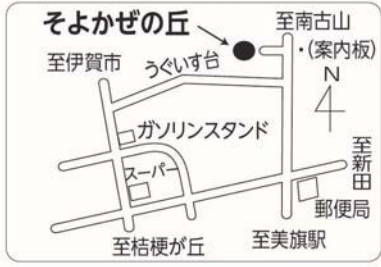 そよかぜの丘
至南古山
・(案内板)
至伊賀市
うぐいす台
N
ガソリンスタンド
スーパー
至新田
郵便局
至桔梗が丘
至美旗駅